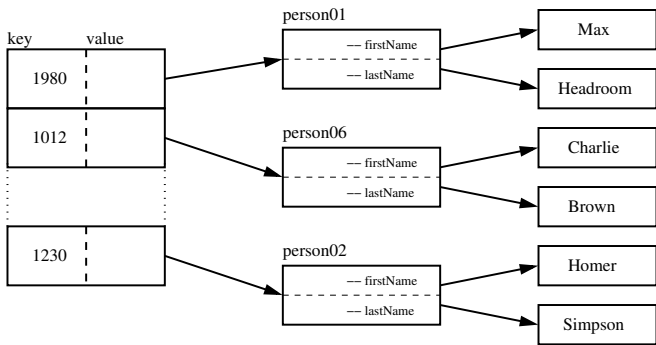 key value
1980
1012
1230
person01
— firstName
— lastName
Max
Headroom
person06
— firstName
— lastName
Charlie
Brown
person02
— firstName
— lastName
Homer
Simpson